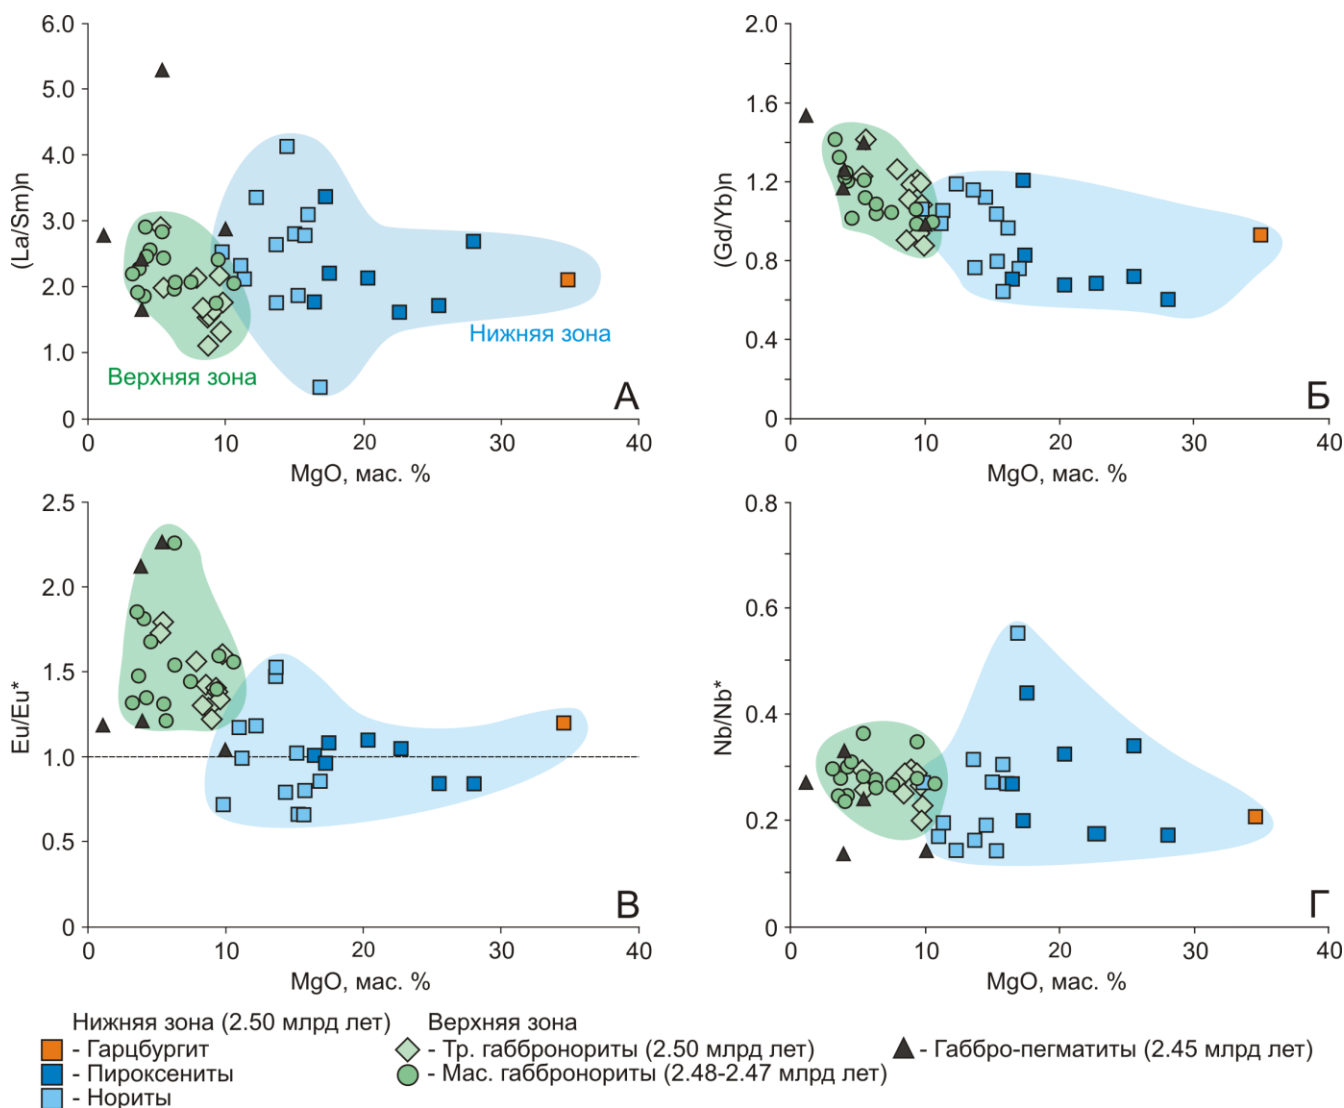 6.0
5.0
4.0
3.0
2.0
1.0
0
(La/Sm)n
0
10
20
30
40
MgO, мас. %
Верхняя зона
Нижняя зона
А
2.0
1.6
1.2
0.8
0.4
0
(Gd/Yb)n
0
10
20
30
40
MgO, мас. %
Б
2.5
2.0
1.5
1.0
0.5
0
Eu/Eu*
0
10
20
30
40
MgO, мас. %
В
0.8
0.6
0.4
0.2
0
Nb/Nb*
0
10
20
30
40
MgO, мас. %
Г
Нижняя зона (2.50 млрд лет)
- Гарцбургит
- Пироксениты
- Нориты
Верхняя зона
- Тр. габбронориты (2.50 млрд лет)
- Мас. габбронориты (2.48-2.47 млрд лет)
- Габбро-пегматиты (2.45 млрд лет)